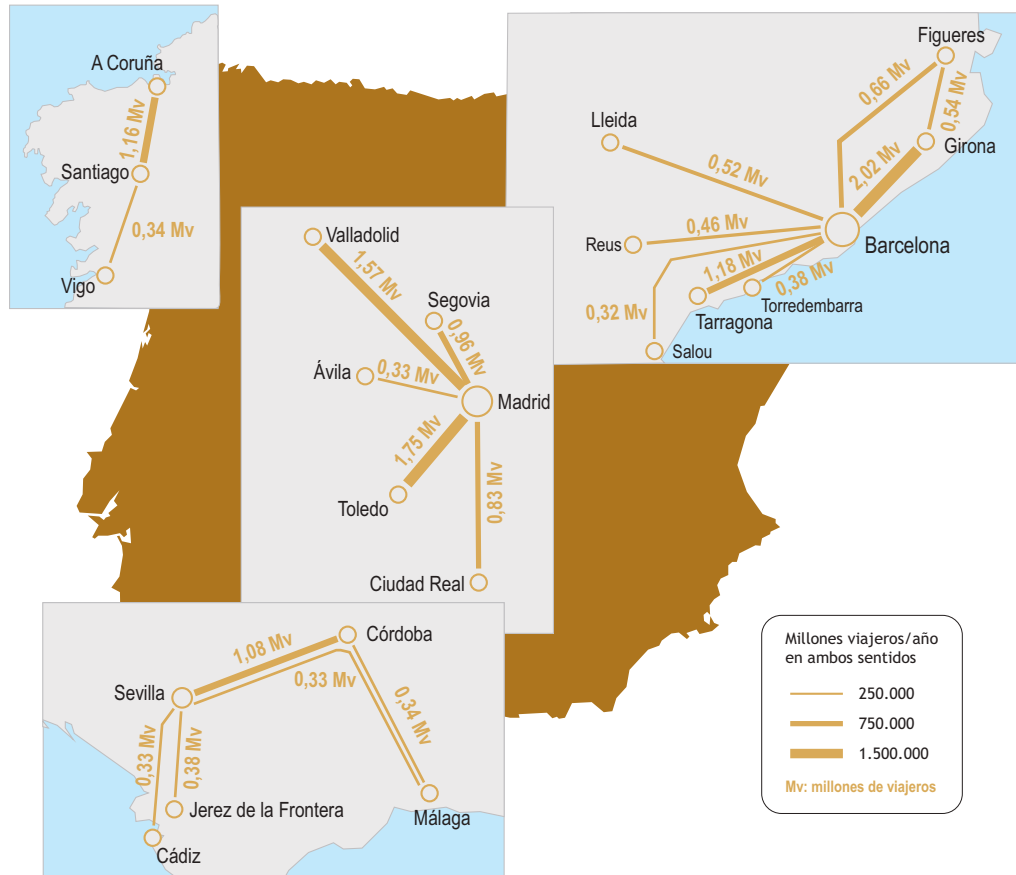 A Coruña
1,16 Mv
Santiago
0,34 Mv
Vigo
Figueres
0,66 Mv
0,54 Mv
Lleida
Girona
0,52 Mv
2,02 Mv
Reus
0,46 Mv
Barcelona
1,18 Mv
0,38 Mv
0,32 Mv
Torredembarra
Tarragona
Salou
Valladolid
1,57 Mv
Segovia
0,96 Mv
Ávila
0,33 Mv
Madrid
1,75 Mv
Toledo
0,83 Mv
Ciudad Real
Córdoba
1,08 Mv
0,33 Mv
Sevilla
0,34 Mv
0,33 Mv
0,38 Mv
Jerez de la Frontera
Málaga
Cádiz
Millones viajeros/año
en ambos sentidos
250.000
750.000
1.500.000
Mv: millones de viajeros